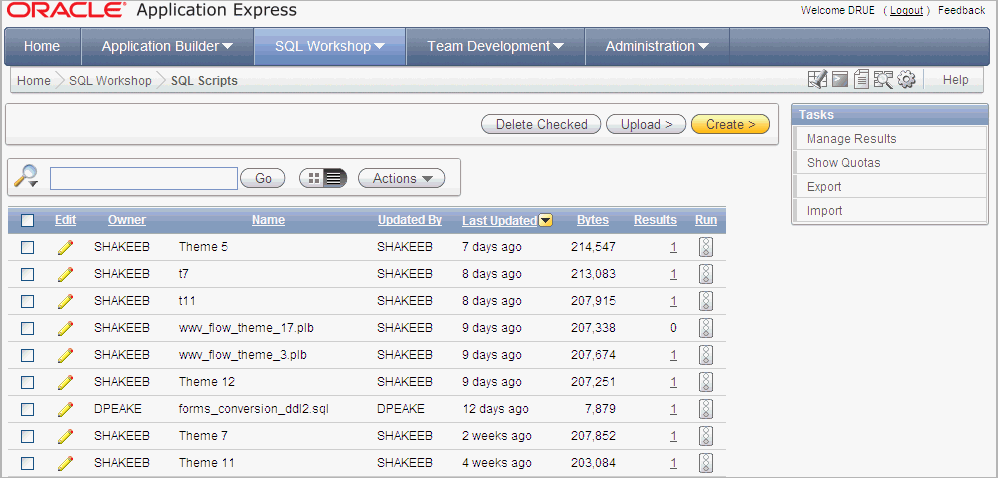 ORACLE Application Express
Welcome DRUE ( Logout ) Feedback
Home Application Builder SQL Workshop Team Development Administration
Home SQL Workshop SQL Scripts Help
Delete Checked Upload > Create >
Tasks
Manage Results
Show Quotas
Export
Import
Go Actions
Edit Owner Name Updated By Last Updated Bytes Results Run
SHAKEEB Theme 5 SHAKEEB 7 days ago 214,547 1
SHAKEEB t7 SHAKEEB 8 days ago 213,083 1
SHAKEEB t11 SHAKEEB 8 days ago 207,915 1
SHAKEEB wwv_flow_theme_17.plb SHAKEEB 9 days ago 207,338 0
SHAKEEB wwv_flow_theme_3.plb SHAKEEB 9 days ago 207,674 1
SHAKEEB Theme 12 SHAKEEB 9 days ago 207,251 1
DPEAKE forms_conversion_ddl2.sql DPEAKE 12 days ago 7,879 1
SHAKEEB Theme 7 SHAKEEB 2 weeks ago 207,852 1
SHAKEEB Theme 11 SHAKEEB 4 weeks ago 203,084 1